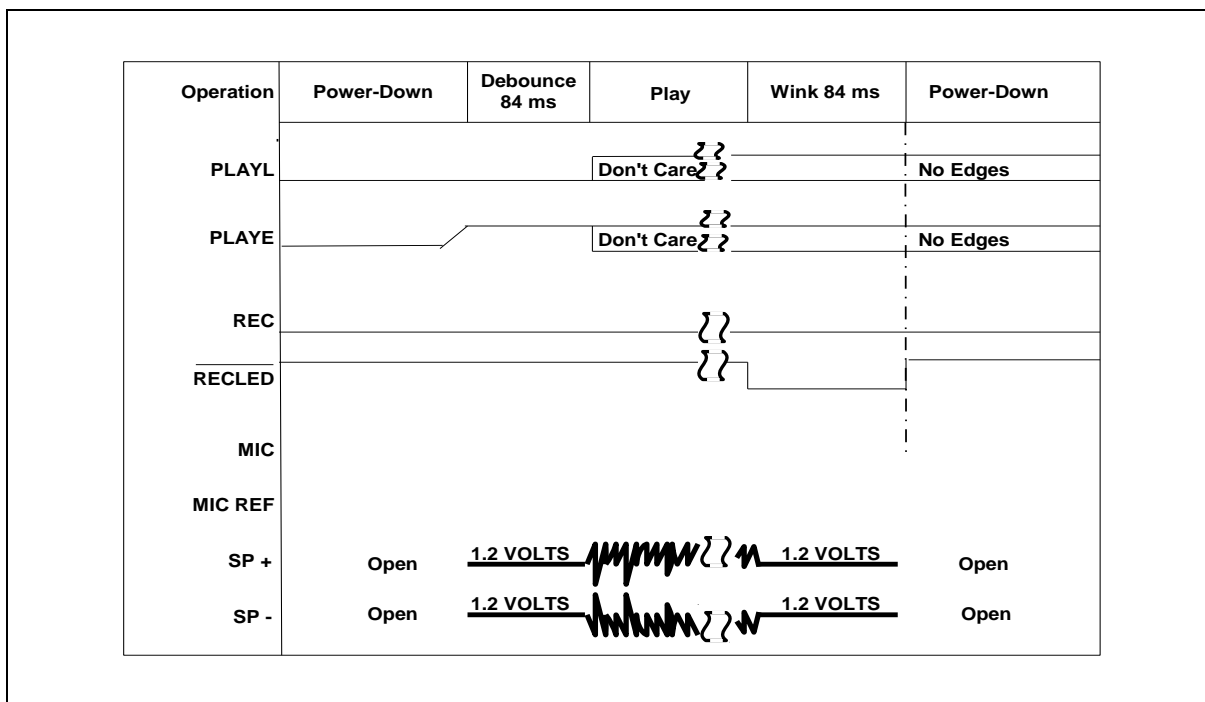 Operation Power-Down Debounce 84 ms Play Wink 84 ms Power-Down
PLAYL Don't Care No Edges
PLAYE Don't Care No Edges
REC
RECLED
MIC
MIC REF
SP + Open 1.2 VOLTS 1.2 VOLTS Open
SP - Open 1.2 VOLTS 1.2 VOLTS Open